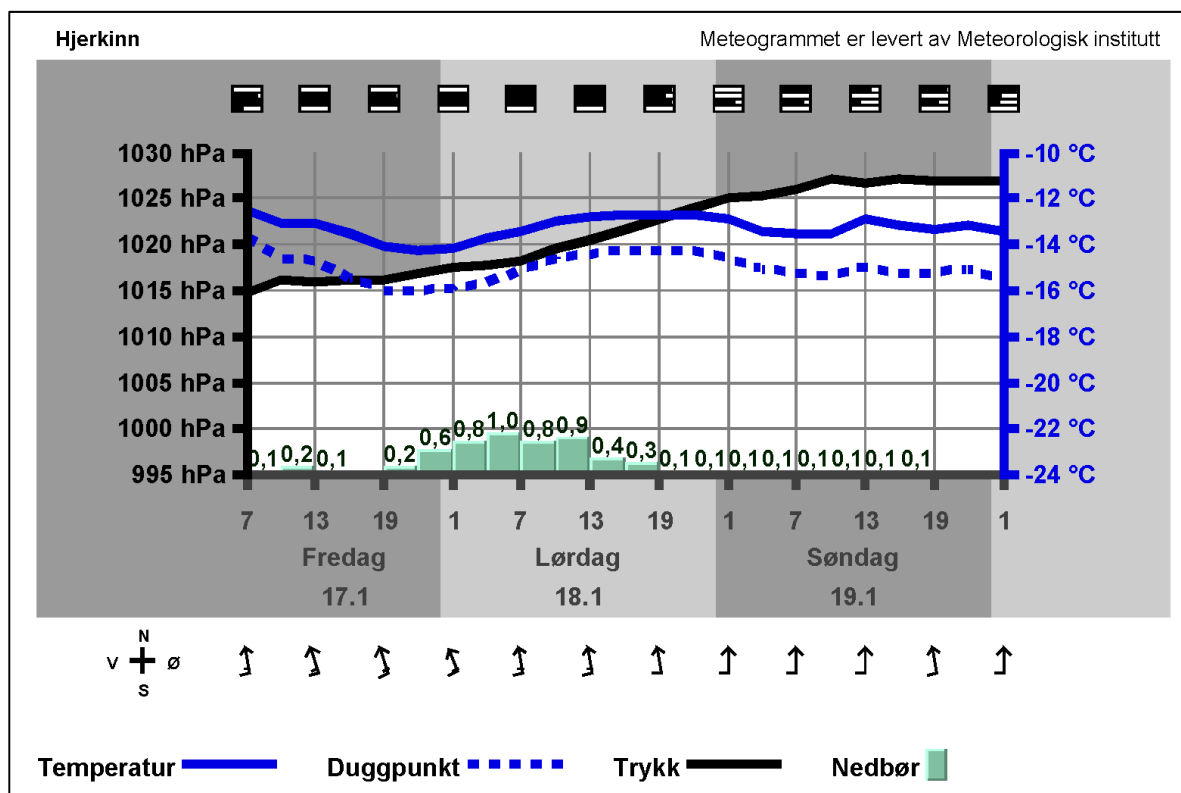 Hjerkinn Meteogrammet er levert av Meteorologisk institutt
1030 hPa -10 °C
1025 hPa -12 °C
1020 hPa -14 °C
1015 hPa -16 °C
1010 hPa -18 °C
1005 hPa -20 °C
1000 hPa -22 °C
995 hPa -24 °C
0,1 0,2 0,1 0,2 0,6 0,8 1,0 0,8 0,9 0,4 0,3 0,1 0,1 0,1 0,1 0,1 0,1 0,1 0,1
7 13 19 1 7 13 19 1 7 13 19 1
Fredag Lørdag Søndag
17.1 18.1 19.1
N
V Ø
S
Temperatur Duggpunkt Trykk Nedbør